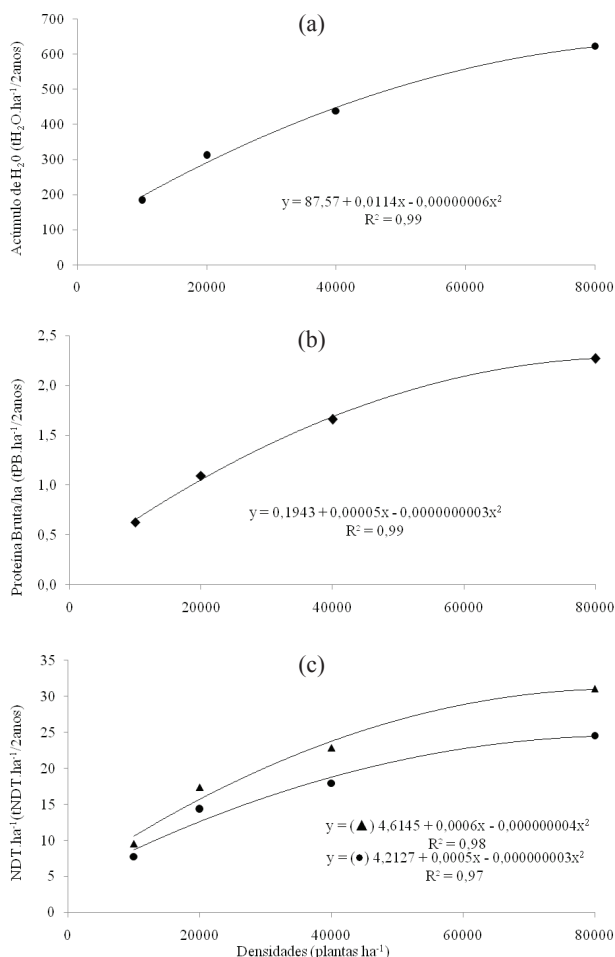 (a)
700
600
500
400
300
200
100
0
Acúmulo de H₂0 (tH₂O.ha⁻¹/2anos)
y = 87,57 + 0,0114x - 0,00000006x²
R² = 0,99
0 20000 40000 60000 80000
(b)
2,5
2,0
1,5
1,0
0,5
0,0
Proteína Bruta/ha (tPB.ha⁻¹/2anos)
y = 0,1943 + 0,00005x - 0,0000000003x²
R² = 0,99
0 20000 40000 60000 80000
(c)
35
30
25
20
15
10
5
0
NDT.ha⁻¹(tNDT.ha⁻¹/2anos)
y = (▲) 4,6145 + 0,0006x - 0,000000004x²
R² = 0,98
y = (●) 4,2127 + 0,0005x - 0,000000003x²
R² = 0,97
0 20000 40000 60000 80000
Densidades (plantas ha⁻¹)